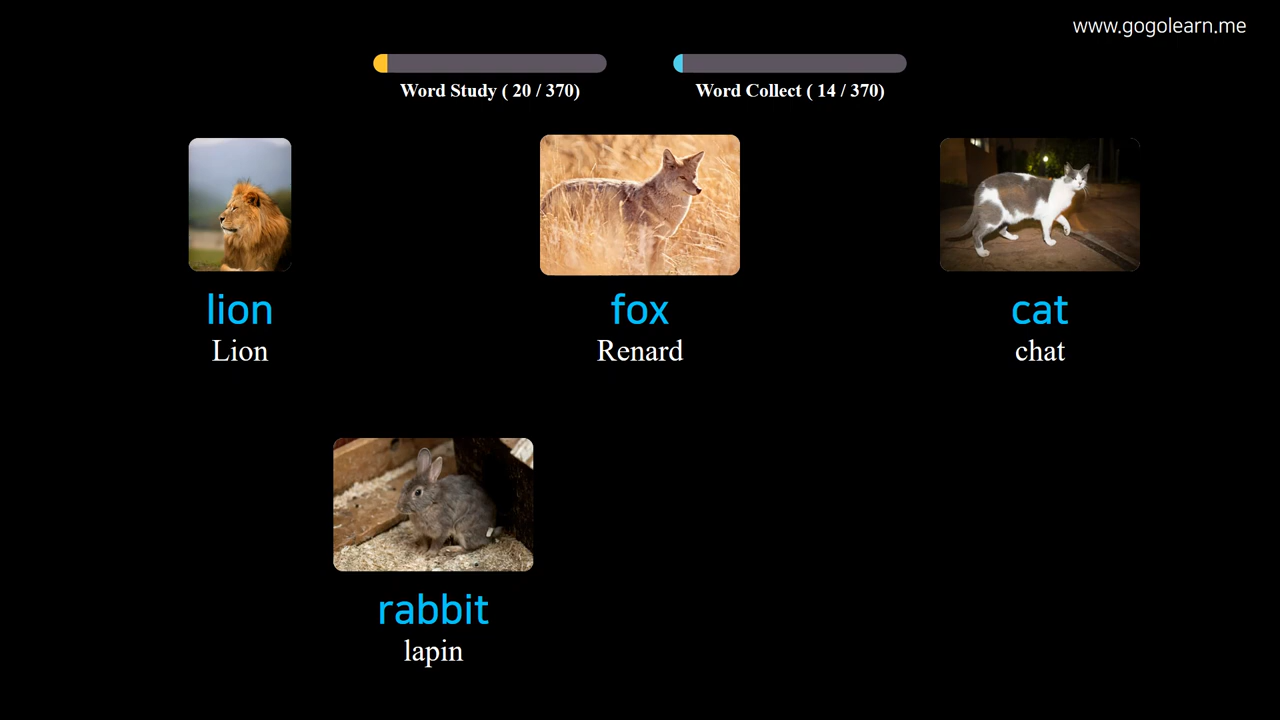 www.gogolearn.me
Word Study ( 20 / 370)
Word Collect ( 14 / 370)
lion
Lion
fox
Renard
cat
chat
rabbit
lapin